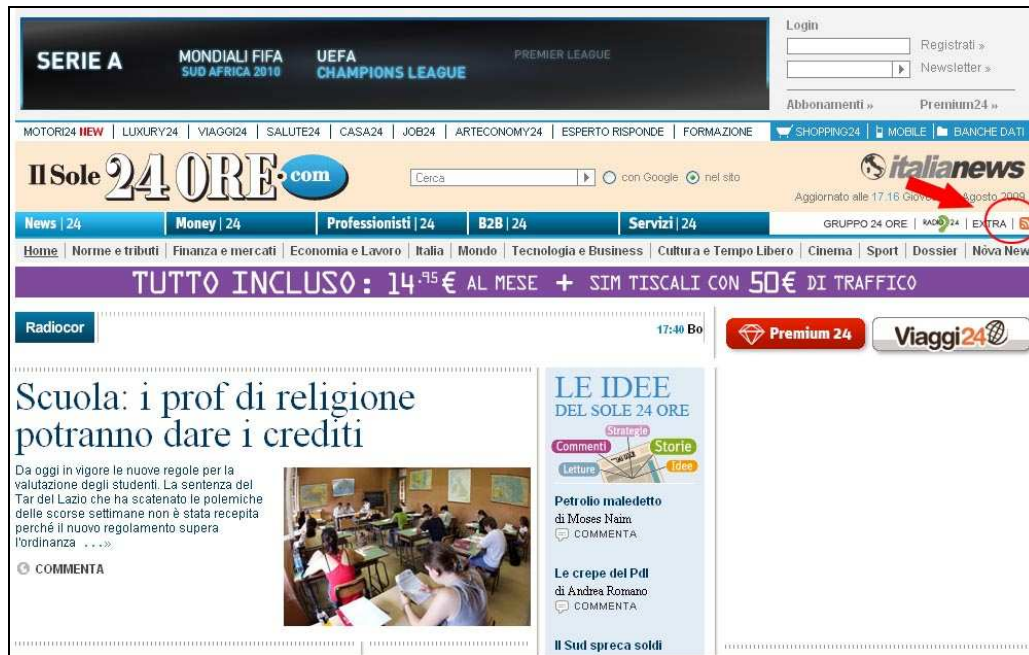 SERIE A
MONDIALI FIFA
SUD AFRICA 2010
UEFA
CHAMPIONS LEAGUE
PREMIER LEAGUE
Login
Registrati »
Newsletter »
Abbonamenti »
Premium24 »
MOTORI24 NEW | LUXURY24 | VIAGGI24 | SALUTE24 | CASA24 | JOB24 | ARTECONOMY24 | ESPERTO RISPONDE | FORMAZIONE
SHOPPING24 | MOBILE | BANCHE DATI
Il Sole 24 ORE.com
Cerca
con Google
nel sito
italianews
Aggiornato alle 17.16 Agosto 2009
News | 24
Money | 24
Professionisti | 24
B2B | 24
Servizi | 24
GRUPPO 24 ORE | RADIO 24 | EXTRA |
Home | Norme e tributi | Finanza e mercati | Economia e Lavoro | Italia | Mondo | Tecnologia e Business | Cultura e Tempo Libero | Cinema | Sport | Dossier | Nòva New
TUTTO INCLUSO: 14.95€ AL MESE + SIM TISCALI CON 50€ DI TRAFFICO
Radiocor
17:40 Bo
Premium 24
Viaggi24
Scuola: i prof di religione
potranno dare i crediti
Da oggi in vigore le nuove regole per la
valutazione degli studenti. La sentenza del
Tar del Lazio che ha scatenato le polemiche
delle scorse settimane non è stata recepita
perché il nuovo regolamento supera
l'ordinanza ...»
COMMENTA
LE IDEE
DEL SOLE 24 ORE
Strategie
Commenti
Storie
Letture
Idee
Petrolio maledetto
di Moses Naim
COMMENTA
Le crepe del Pdl
di Andrea Romano
COMMENTA
Il Sud spreca soldi